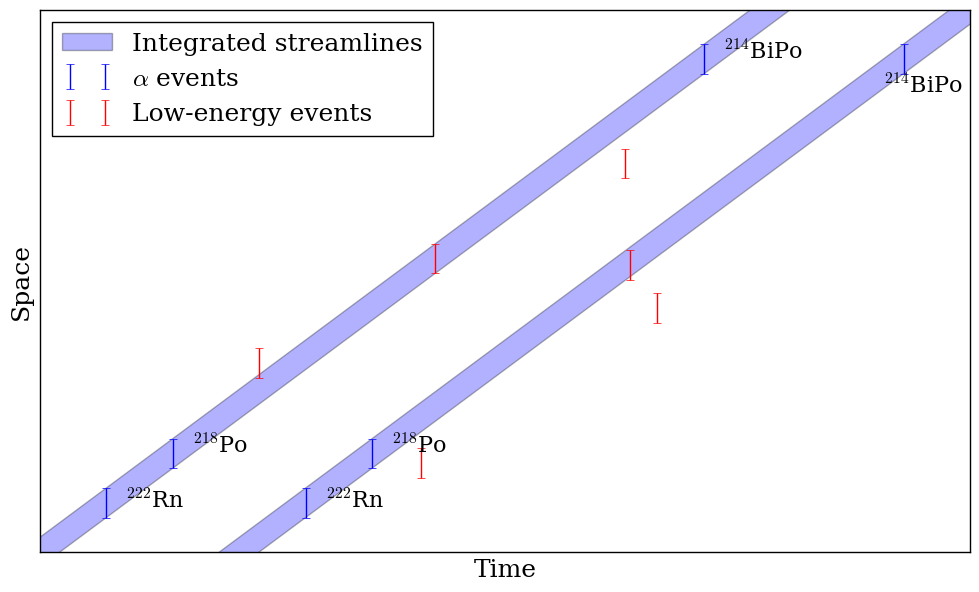 Integrated streamlines
α events
Low-energy events
²¹⁴BiPo
²¹⁴BiPo
²¹⁸Po
²¹⁸Po
²²²Rn
²²²Rn
Space
Time